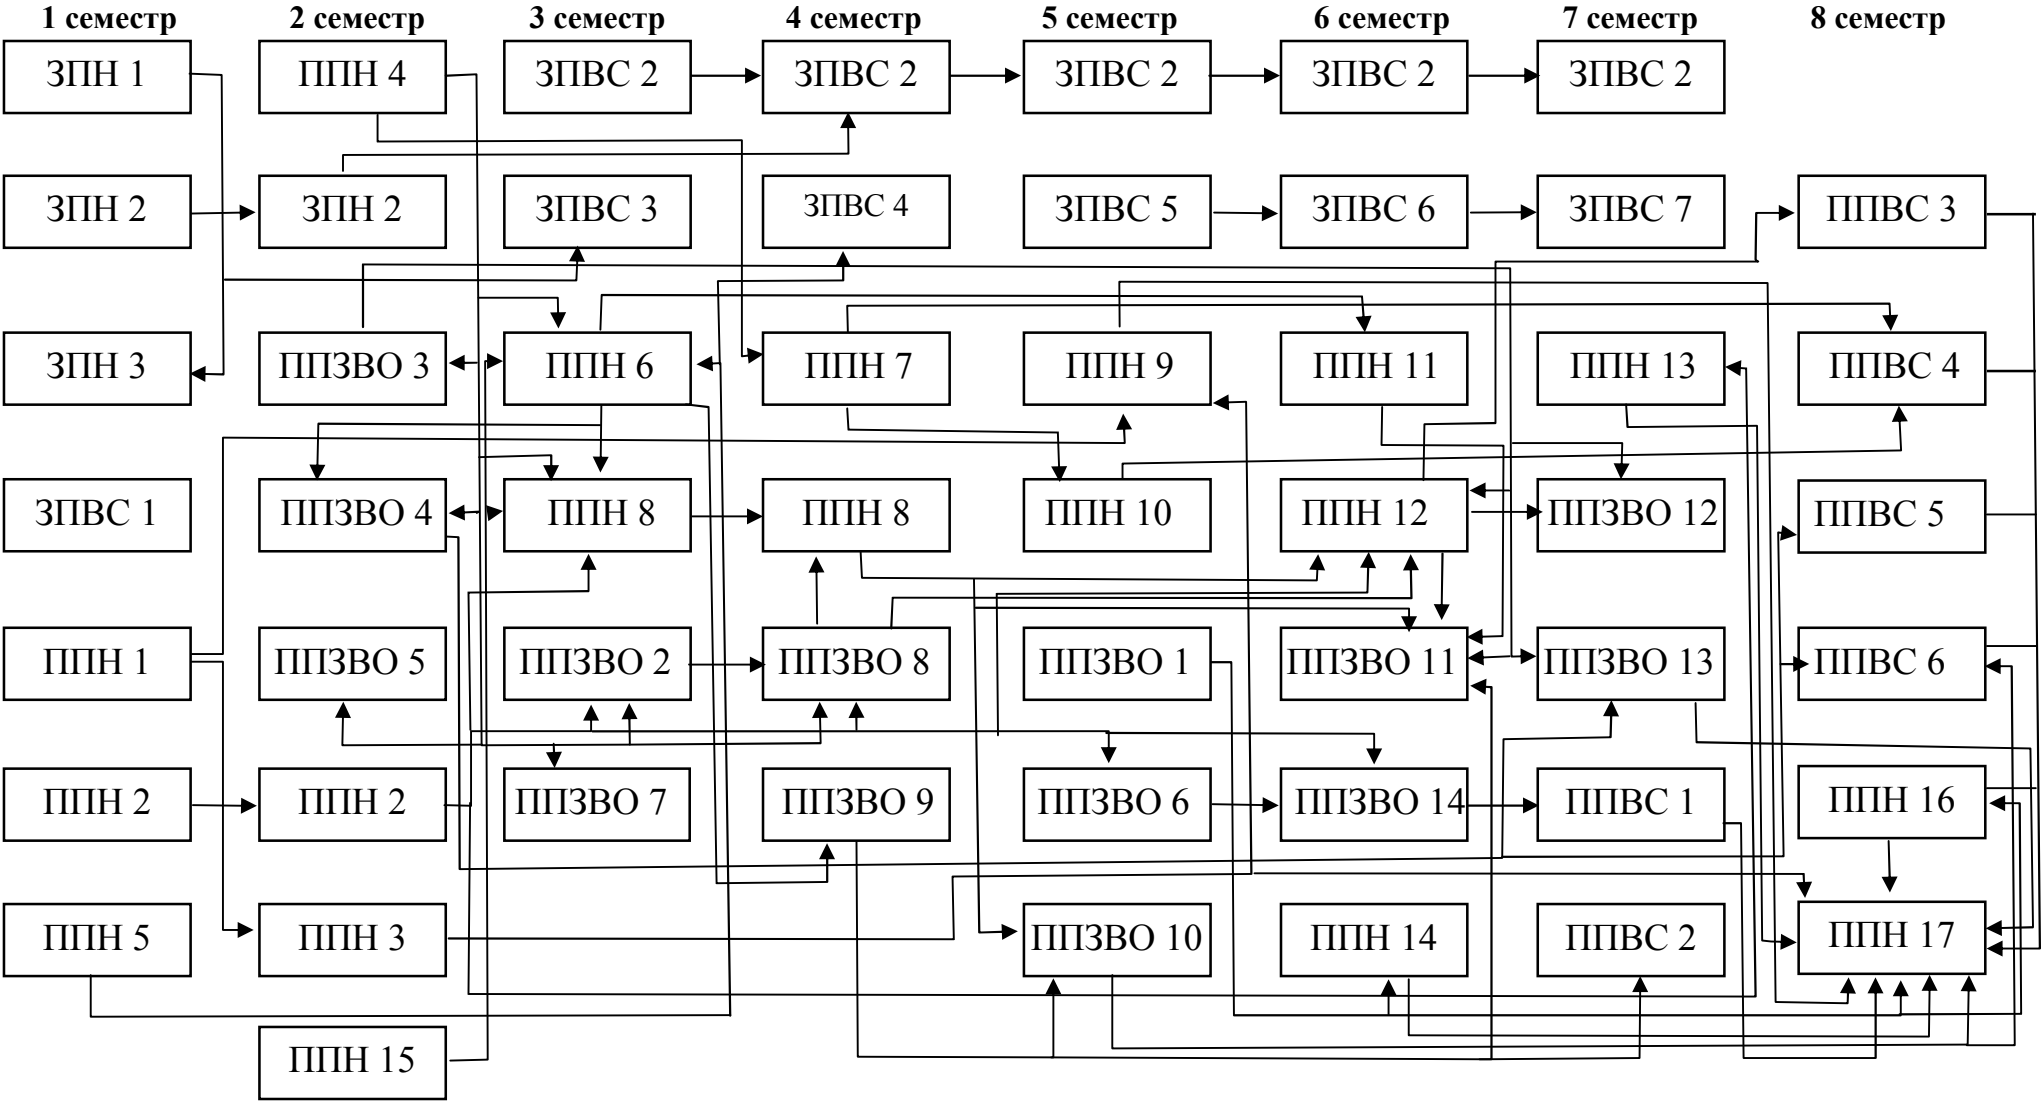 1 семестр 2 семестр 3 семестр 4 семестр 5 семестр 6 семестр 7 семестр 8 семестр
ЗПН 1 ППН 4 ЗПВС 2 ЗПВС 2 ЗПВС 2 ЗПВС 2 ЗПВС 2
ЗПН 2 ЗПН 2 ЗПВС 3 ЗПВС 4 ЗПВС 5 ЗПВС 6 ЗПВС 7 ППВС 3
ЗПН 3 ППЗВО 3 ППН 6 ППН 7 ППН 9 ППН 11 ППН 13 ППВС 4
ЗПВС 1 ППЗВО 4 ППН 8 ППН 8 ППН 10 ППН 12 ППЗВО 12 ППВС 5
ППН 1 ППЗВО 5 ППЗВО 2 ППЗВО 8 ППЗВО 1 ППЗВО 11 ППЗВО 13 ППВС 6
ППН 2 ППН 2 ППЗВО 7 ППЗВО 9 ППЗВО 6 ППЗВО 14 ППВС 1 ППН 16
ППН 5 ППН 3 ППЗВО 10 ППН 14 ППВС 2 ППН 17
ППН 15